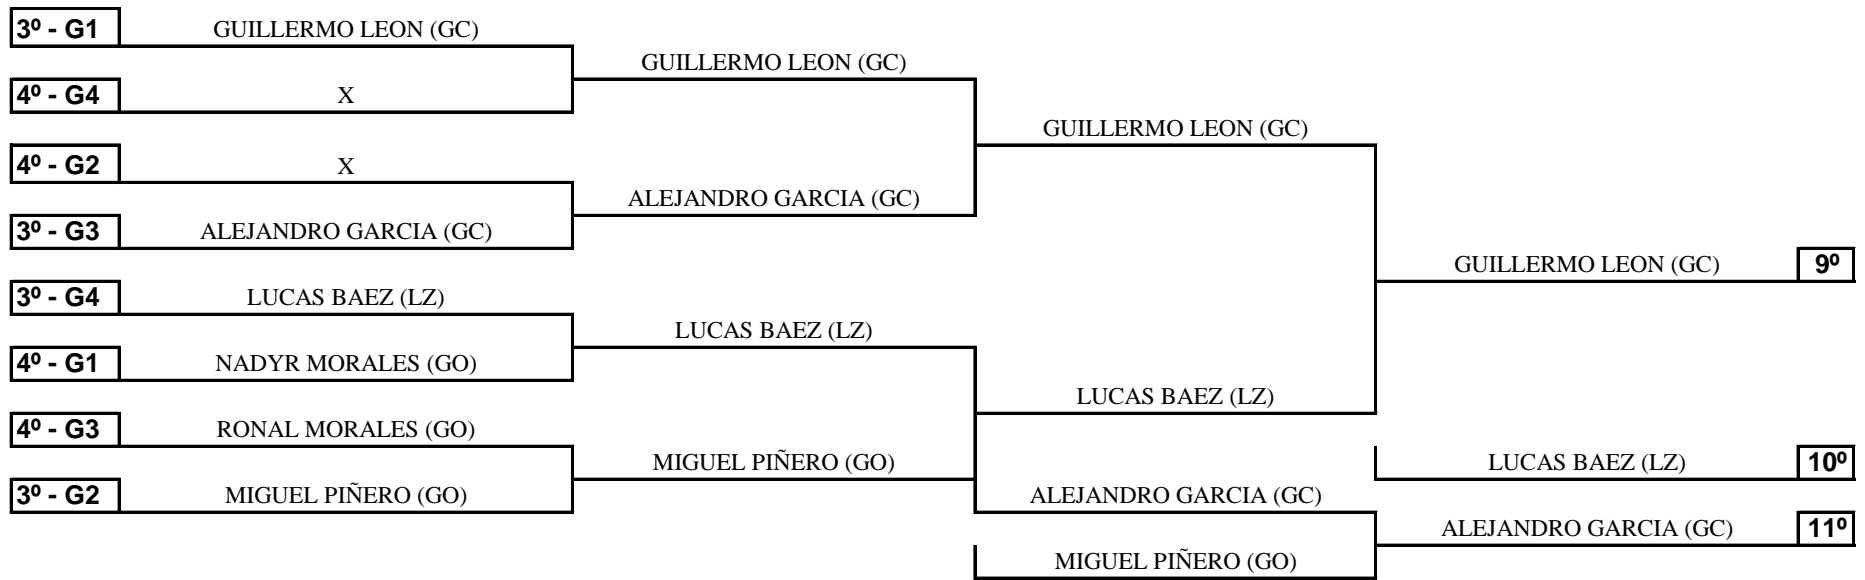 3º - G1 GUILLERMO LEON (GC)
GUILLERMO LEON (GC)
4º - G4 X
GUILLERMO LEON (GC)
4º - G2 X
ALEJANDRO GARCIA (GC)
3º - G3 ALEJANDRO GARCIA (GC)
GUILLERMO LEON (GC) 9º
3º - G4 LUCAS BAEZ (LZ)
LUCAS BAEZ (LZ)
4º - G1 NADYR MORALES (GO)
LUCAS BAEZ (LZ)
4º - G3 RONAL MORALES (GO)
MIGUEL PIÑERO (GO) LUCAS BAEZ (LZ) 10º
3º - G2 MIGUEL PIÑERO (GO) ALEJANDRO GARCIA (GC)
ALEJANDRO GARCIA (GC) 11º
MIGUEL PIÑERO (GO)